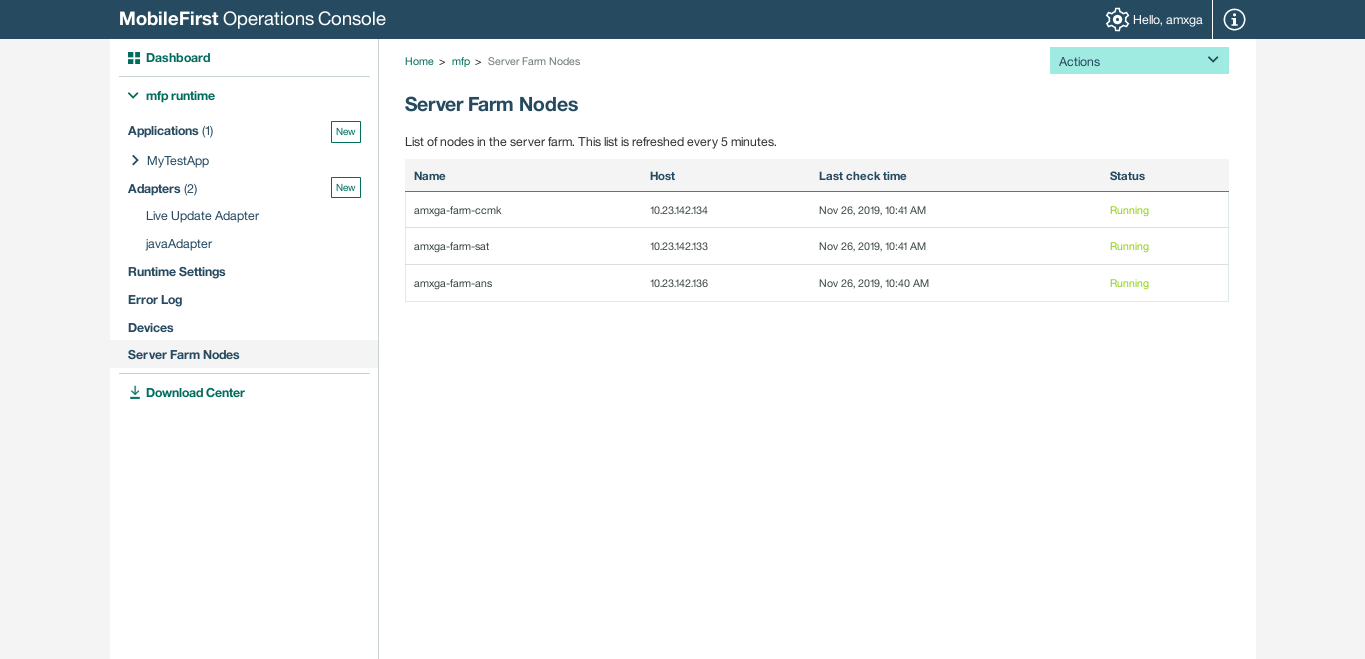 MobileFirst Operations Console
Hello, amxga
Dashboard
mfp runtime
Applications (1)
New
MyTestApp
Adapters (2)
New
Live Update Adapter
javaAdapter
Runtime Settings
Error Log
Devices
Server Farm Nodes
Download Center
Home > mfp > Server Farm Nodes
Actions
Server Farm Nodes
List of nodes in the server farm. This list is refreshed every 5 minutes.
Name Host Last check time Status
amxga-farm-ccmk 10.23.142.134 Nov 26, 2019, 10:41 AM Running
amxga-farm-sat 10.23.142.133 Nov 26, 2019, 10:41 AM Running
amxga-farm-ans 10.23.142.136 Nov 26, 2019, 10:40 AM Running